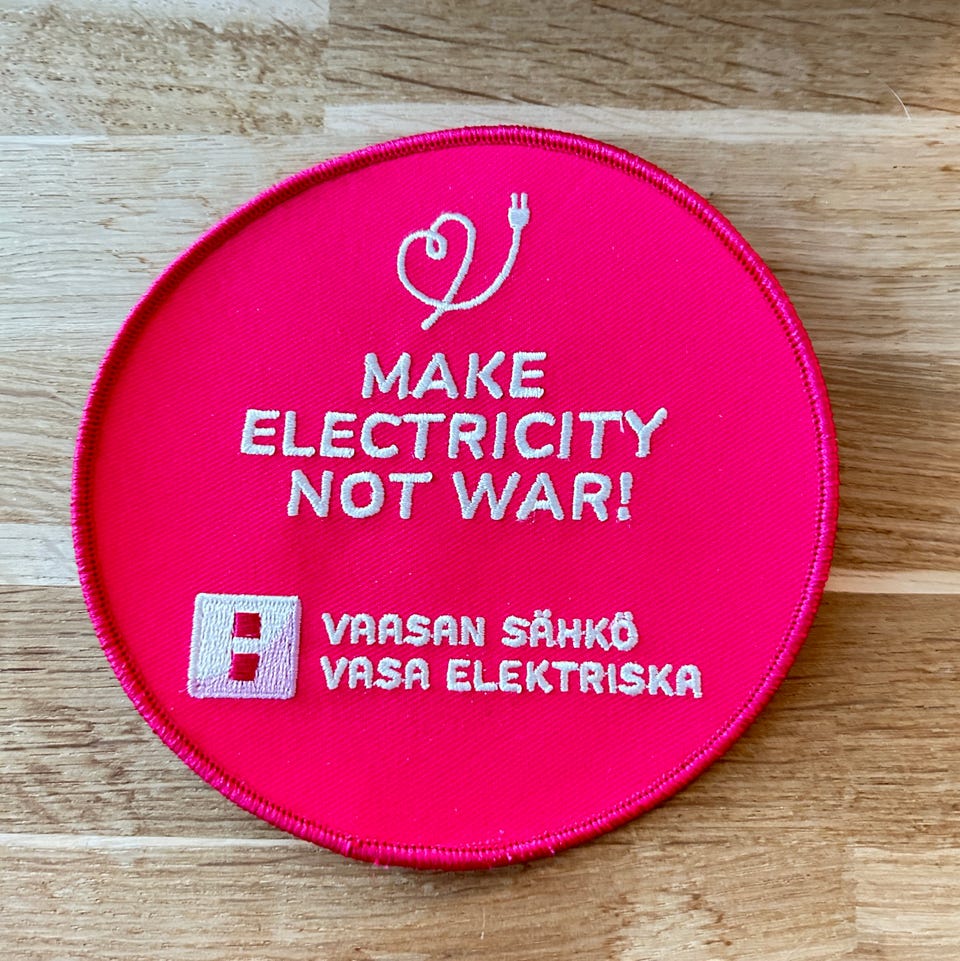 MAKE
ELECTRICITY
NOT WAR!
VAASAN SÄHKÖ
VASA ELEKTRISKA